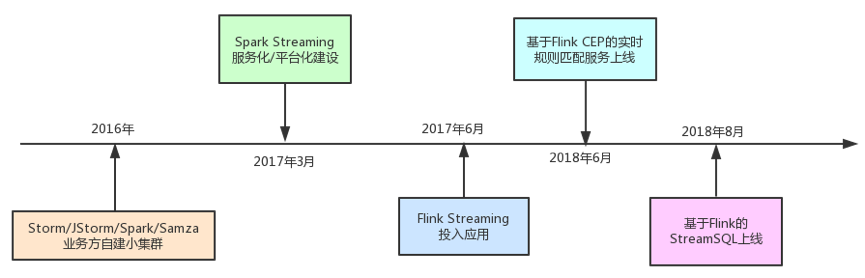 Spark Streaming
服务化/平台化建设
基于Flink CEP的实时
规则匹配服务上线
2016年
2017年6月
2018年8月
2017年3月
2018年6月
Storm/JStorm/Spark/Samza
业务方自建小集群
Flink Streaming
投入应用
基于Flink的
StreamSQL上线